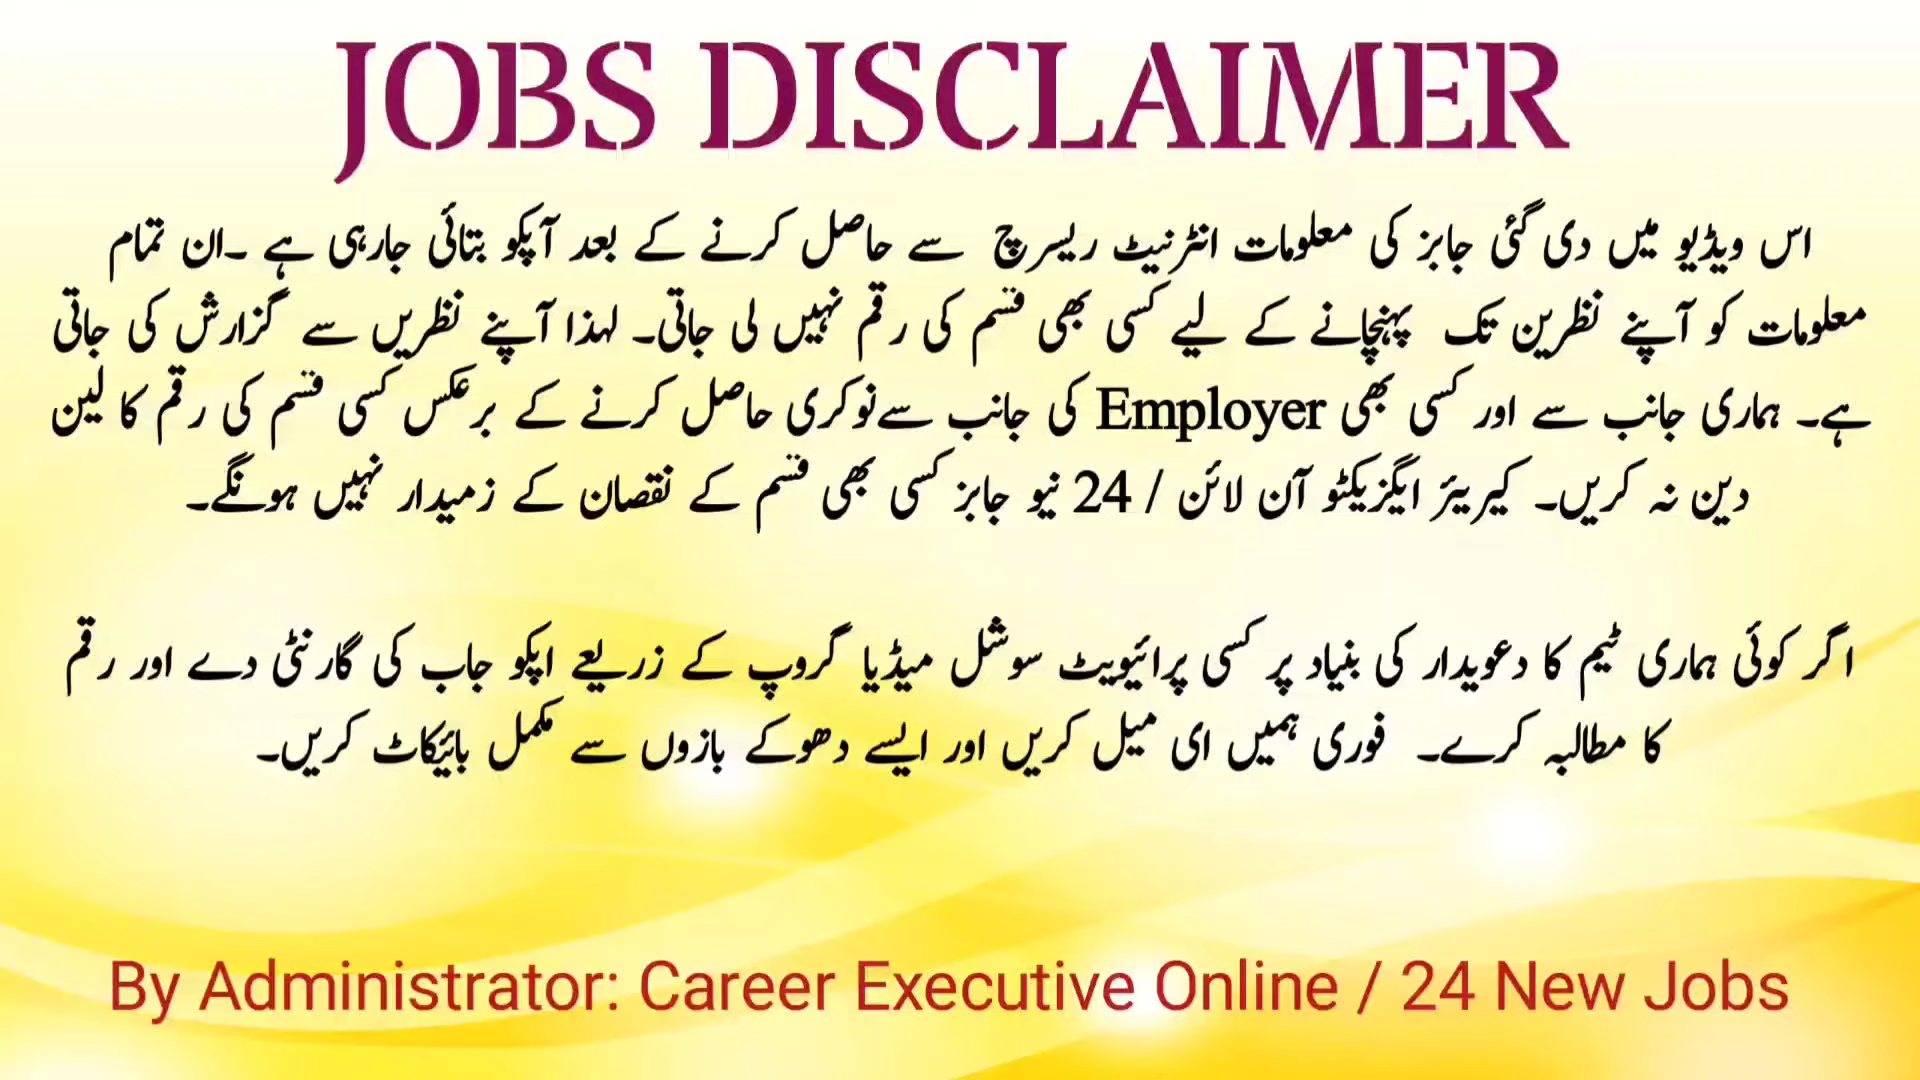 JOBS DISCLAIMER
اس ویڈیو میں دی گئی جابز کی معلومات انٹرنیٹ ریسرچ سے حاصل کرنے کے بعد آپکو بتائی جارہی ہے ۔ان تمام
معلومات کو آپنے نظرین تک پہنچانے کے لیے کسی بھی قسم کی رقم نہیں لی جاتی۔ لہذا آپنے نظریں سے گزارش کی جاتی
ہے۔ ہماری جانب سے اور کسی بھی Employer کی جانب سےنوکری حاصل کرنے کے برعکس کسی قسم کی رقم کا لین
دین نہ کریں۔ کیریئر ایگزیکٹو آن لائن / 24 نیو جابز کسی بھی قسم کے نقصان کے زمیدار نہیں ہونگے۔
اگر کوئی ہماری ٹیم کا دعویدار کی بنیاد پر کسی پرائیویٹ سوشل میڈیا گروپ کے زریعے اپکو جاب کی گارنٹی دے اور رقم
کا مطالبہ کرے۔ فوری ہمیں ای میل کریں اور ایسے دھوکے بازوں سے مکمل بائیکاٹ کریں۔
By Administrator: Career Executive Online / 24 New Jobs